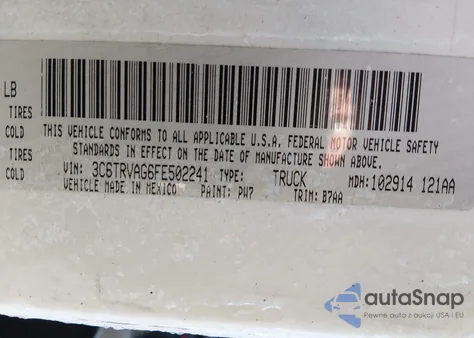 LB
TIRES
COLD
TIRES
COLD
THIS VEHICLE CONFORMS TO ALL APPLICABLE U.S.A. FEDERAL MOTOR VEHICLE SAFETY
STANDARDS IN EFFECT ON THE DATE OF MANUFACTURE SHOWN ABOVE.
VIN: 3C6TRVAG6FE502241 TYPE: TRUCK MDH: 102914 121AA
VEHICLE MADE IN MEXICO PAINT: PW7 TRIM: B7AA
autoSnap
Pewne auta z aukcji USA i EU